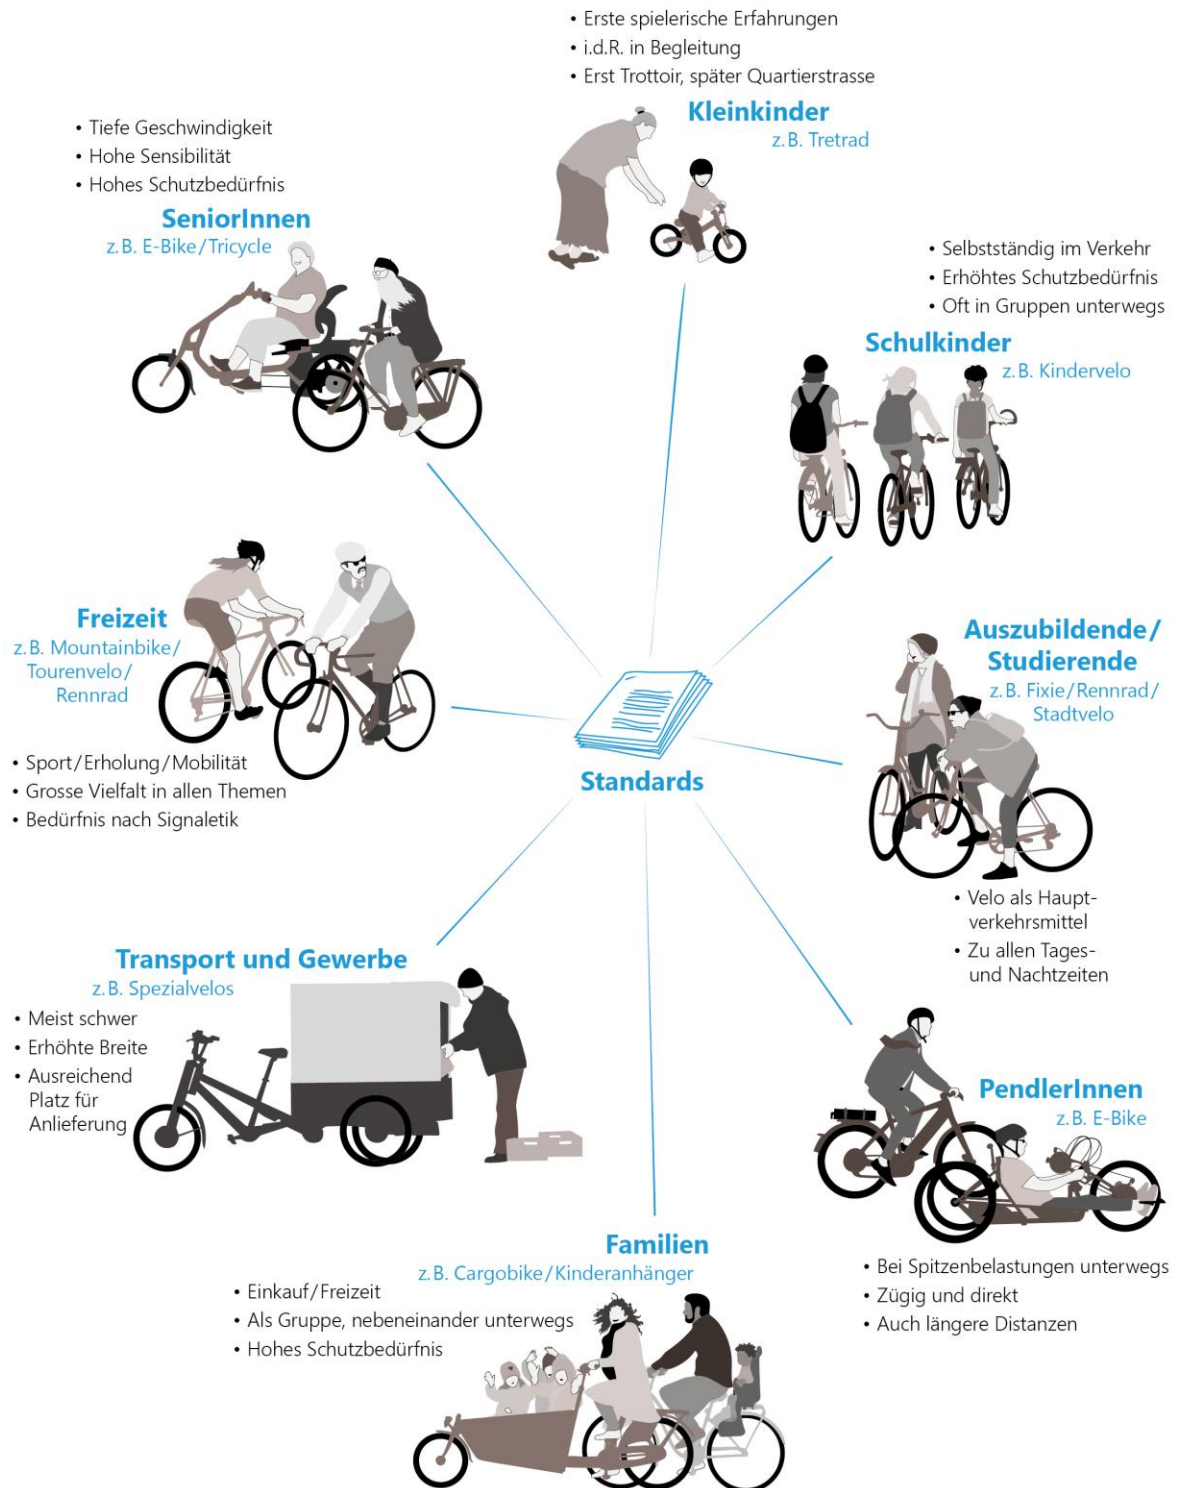 • Erste spielerische Erfahrungen
• i.d.R. in Begleitung
• Erst Trottoir, später Quartierstrasse
Kleinkinder
z.B. Tretrad
• Tiefe Geschwindigkeit
• Hohe Sensibilität
• Hohes Schutzbedürfnis
SeniorInnen
z.B. E-Bike/Tricycle
• Selbstständig im Verkehr
• Erhöhtes Schutzbedürfnis
• Oft in Gruppen unterwegs
Schulkinder
z.B. Kindervelo
Freizeit
z.B. Mountainbike/
Tourenvelo/
Rennrad
• Sport/Erholung/Mobilität
• Grosse Vielfalt in allen Themen
• Bedürfnis nach Signaletik
Auszubildende/
Studierende
z.B. Fixie/Rennrad/
Stadtvelo
• Velo als Haupt-
verkehrsmittel
• Zu allen Tages-
und Nachtzeiten
Standards
Transport und Gewerbe
z.B. Spezialvelos
• Meist schwer
• Erhöhte Breite
• Ausreichend
Platz für
Anlieferung
PendlerInnen
z.B. E-Bike
• Bei Spitzenbelastungen unterwegs
• Zügig und direkt
• Auch längere Distanzen
Familien
z.B. Cargobike/Kinderanhänger
• Einkauf/Freizeit
• Als Gruppe, nebeneinander unterwegs
• Hohes Schutzbedürfnis